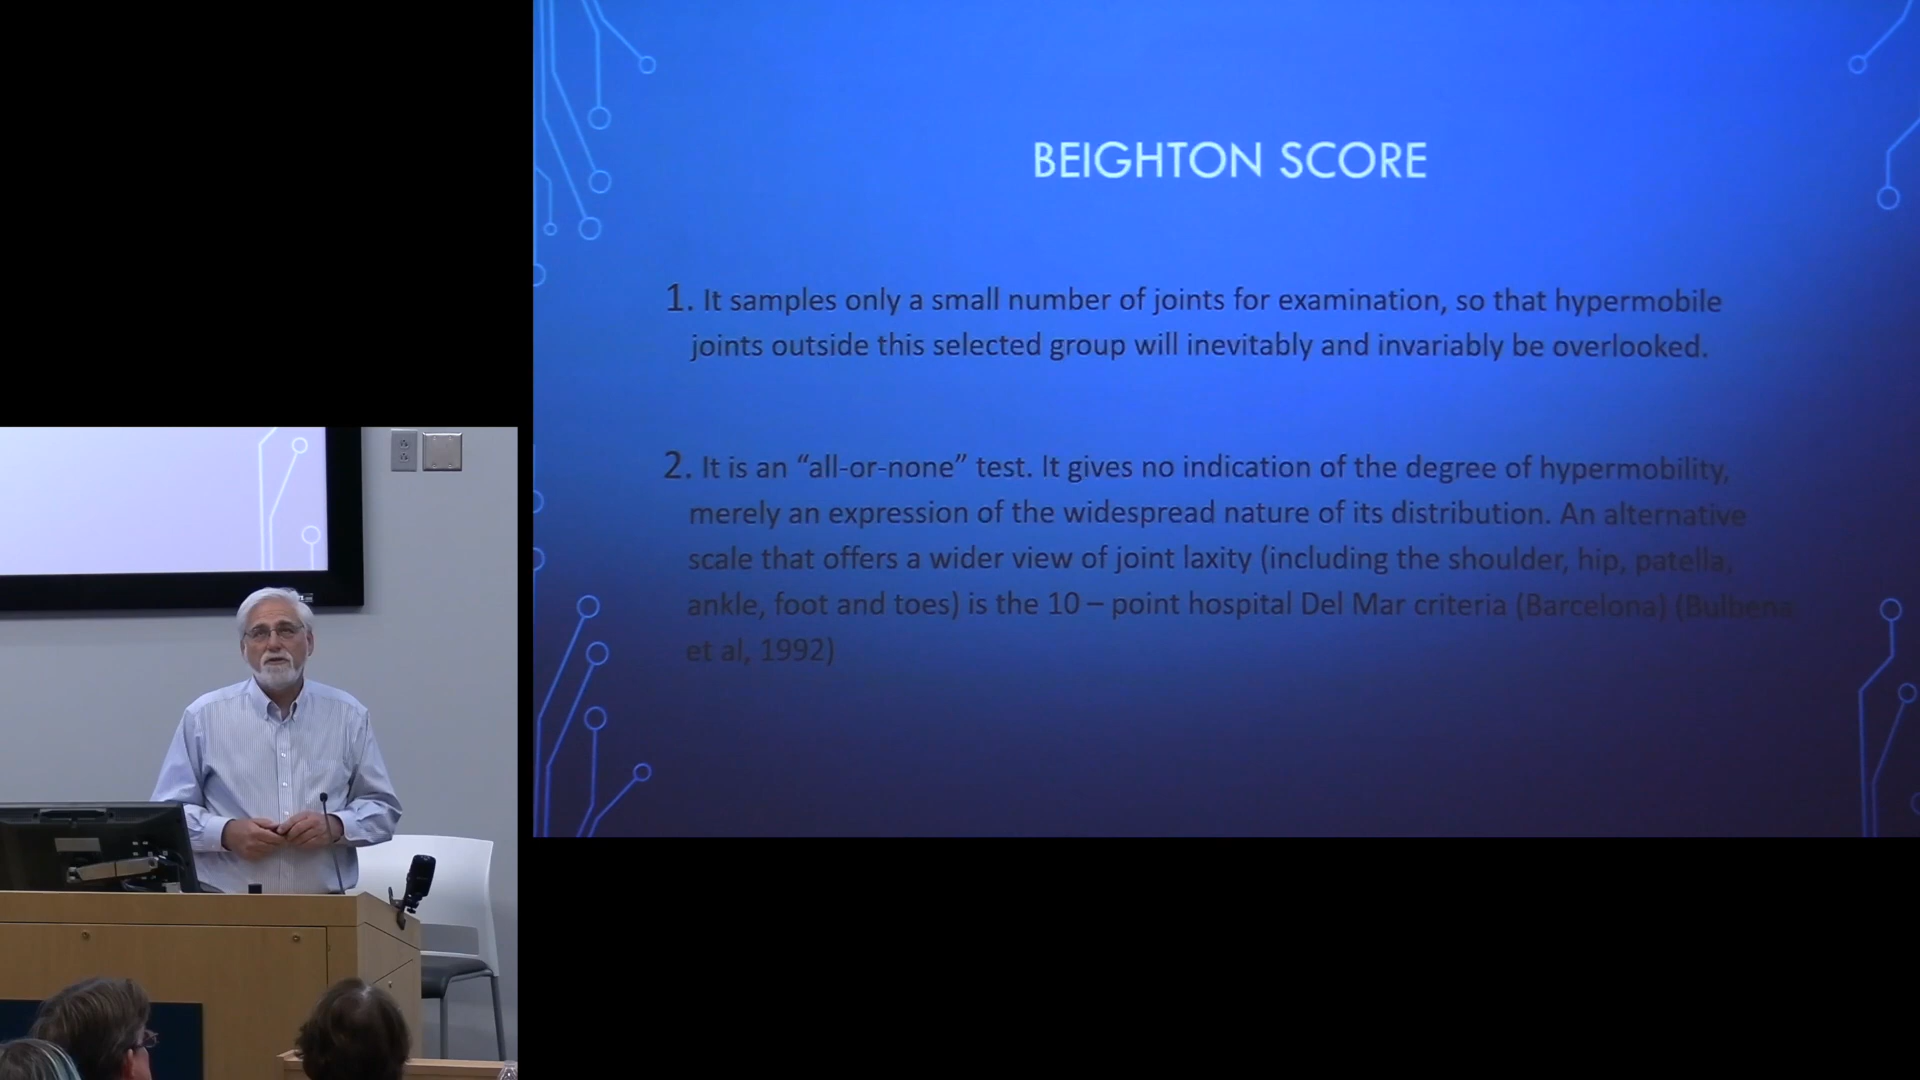 BEIGHTON SCORE
1. It samples only a small number of joints for examination, so that hypermobile
joints outside this selected group will inevitably and invariably be overlooked.
2. It is an “all-or-none” test. It gives no indication of the degree of hypermobility,
merely an expression of the widespread nature of its distribution. An alternative
scale that offers a wider view of joint laxity (including the shoulder, hip, patella,
ankle, foot and toes) is the 10 – point hospital Del Mar criteria (Barcelona) (Bulbena
et al, 1992)